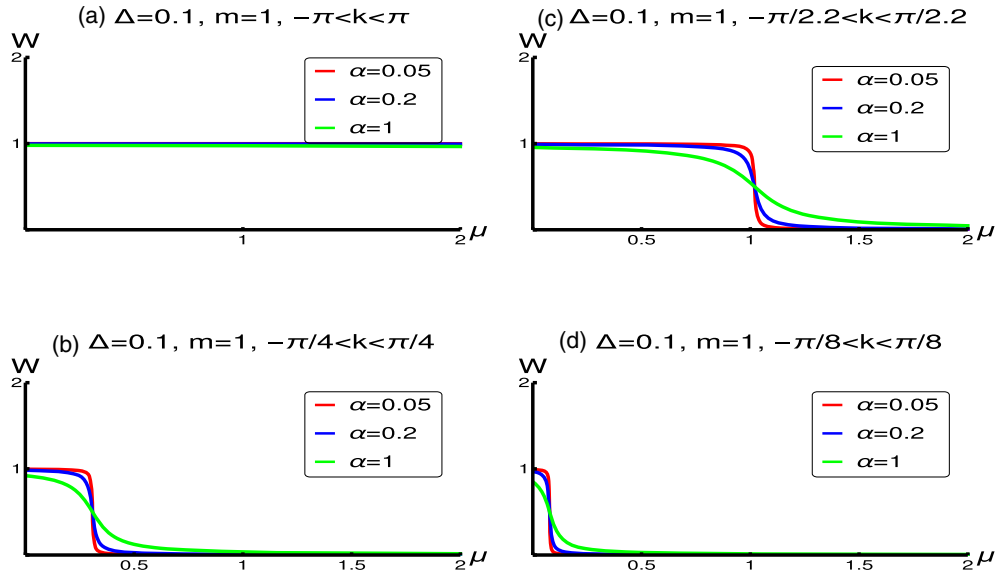 (a) Δ=0.1, m=1, −π<k<π
W
2
α=0.05
α=0.2
α=1
1
1
2 μ
(c) Δ=0.1, m=1, −π/2.2<k<π/2.2
W
2
α=0.05
α=0.2
α=1
1
0.5
1
1.5
2 μ
(b) Δ=0.1, m=1, −π/4<k<π/4
W
2
α=0.05
α=0.2
α=1
1
0.5
1
1.5
2 μ
(d) Δ=0.1, m=1, −π/8<k<π/8
W
2
α=0.05
α=0.2
α=1
1
0.5
1
1.5
2 μ